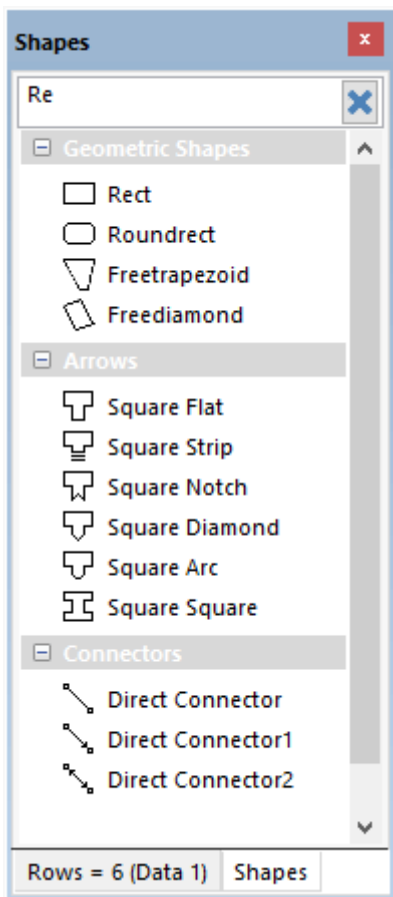 Shapes
Re
Geometric Shapes
Rect
Roundrect
Freetrapezoid
Freediamond
Arrows
Square Flat
Square Strip
Square Notch
Square Diamond
Square Arc
Square Square
Connectors
Direct Connector
Direct Connector1
Direct Connector2
Rows = 6 (Data 1) Shapes